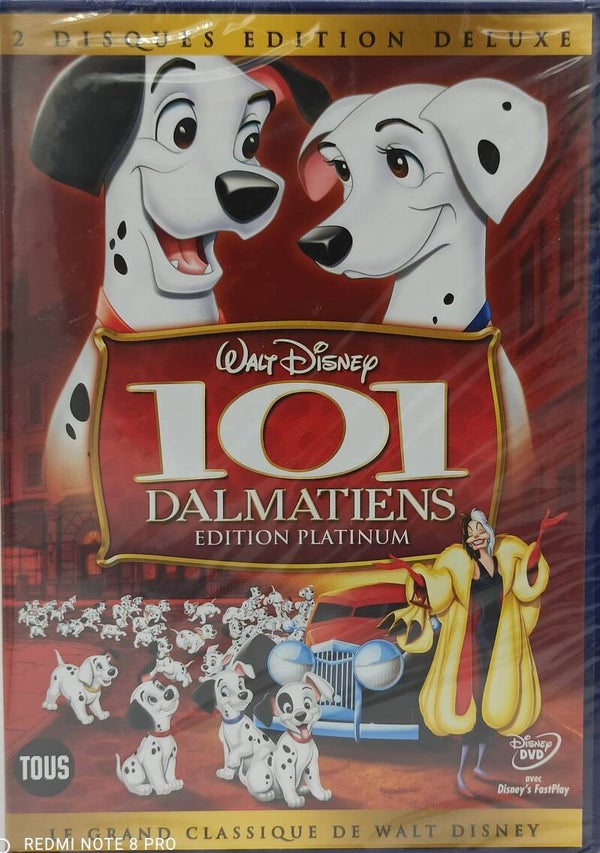 2 DISQUES EDITION DELUXE
WALT DISNEY
101
DALMATIENS
EDITION PLATINUM
TOUS
DISNEY
DVD
avec
Disney's FastPlay
LE GRAND CLASSIQUE DE WALT DISNEY
REDMI NOTE 8 PRO